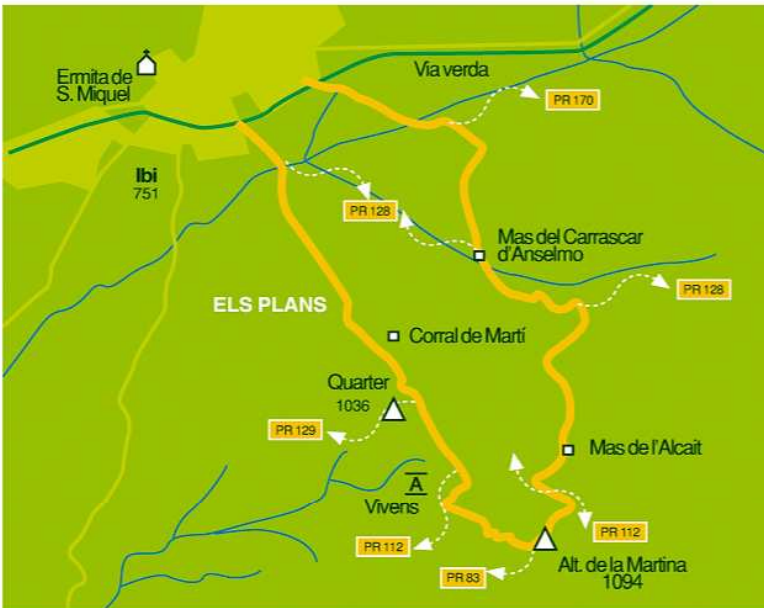 Ermita de
S. Miquel
Via verda
PR 170
Ibi
751
PR 128
Mas del Carrascar
d'Anselmo
PR 128
ELS PLANS
Corral de Martí
Quarter
1036
PR 129
Mas de l'Alcait
A
Vivens
PR 112
PR 112
PR 83
Alt. de la Martina
1094